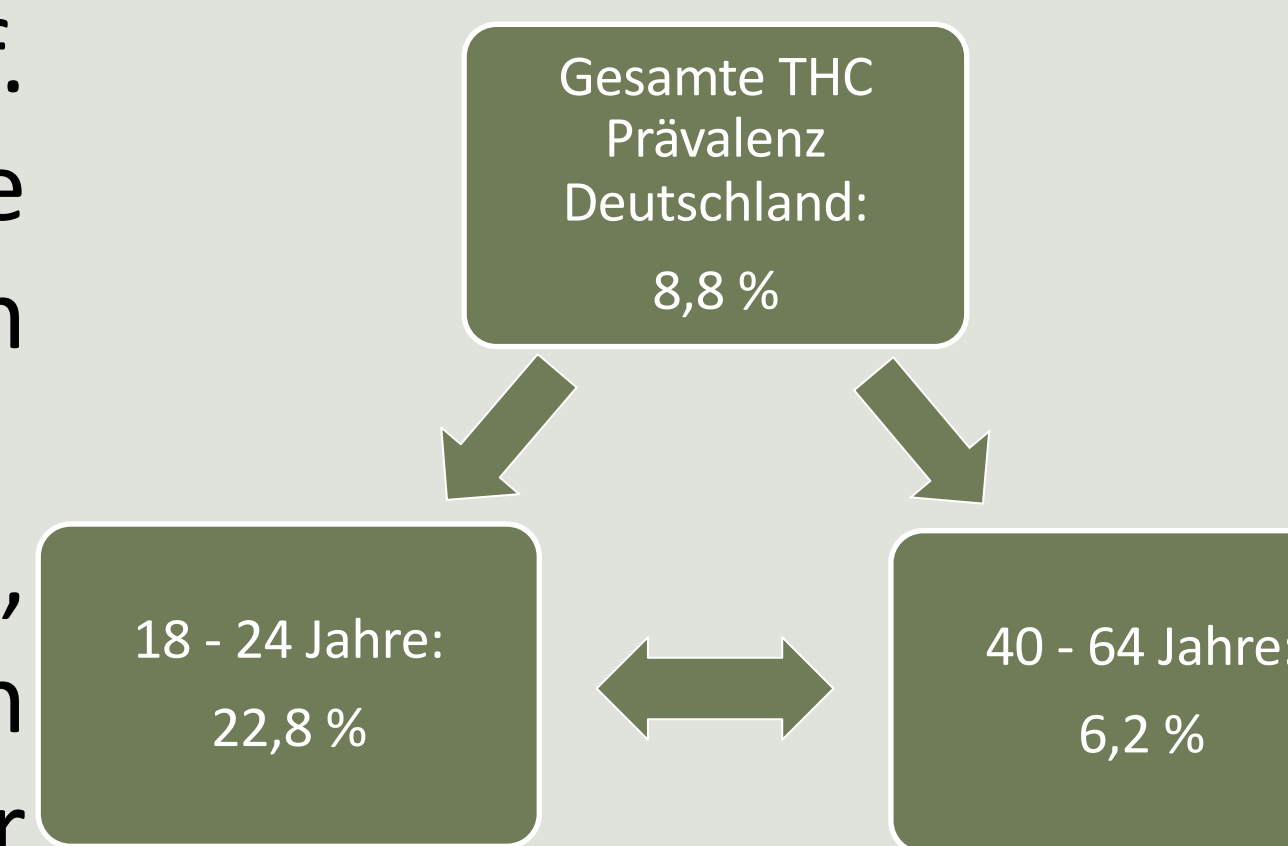 Gesamte THC
Prävalenz
Deutschland:
8,8 %
18 - 24 Jahre:
22,8 %
40 - 64 Jahre:
6,2 %